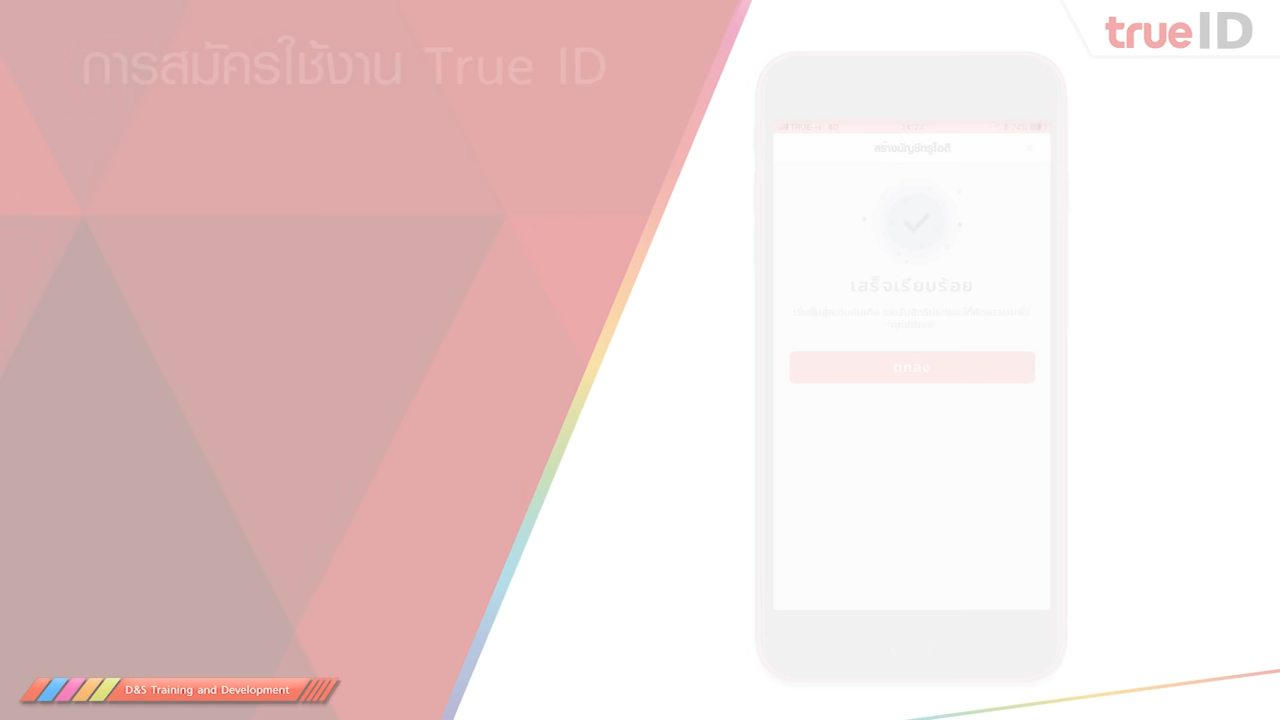 การสมัครใช้งาน True ID
trueID
14:23
สร้างบัญชีทรูไอดี
เสร็จเรียบร้อย
ตกลง
D&S Training and Development